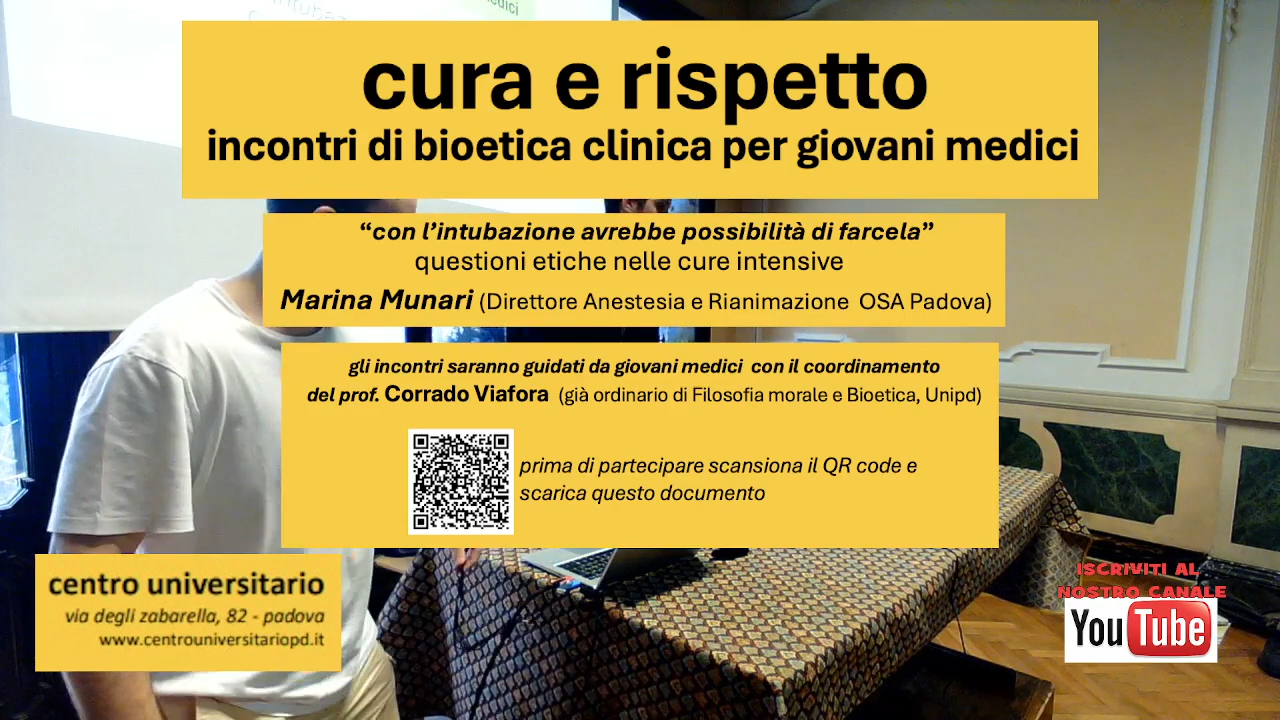 cura e rispetto
incontri di bioetica clinica per giovani medici
“con l’intubazione avrebbe possibilità di farcela”
questioni etiche nelle cure intensive
Marina Munari (Direttore Anestesia e Rianimazione OSA Padova)
gli incontri saranno guidati da giovani medici con il coordinamento
del prof. Corrado Viafora (già ordinario di Filosofia morale e Bioetica, Unipd)
prima di partecipare scansiona il QR code e
scarica questo documento
centro universitario
via degli zabarella, 82 - padova
www.centrouniversitariopd.it
ISCRIVITI AL
NOSTRO CANALE
YouTube